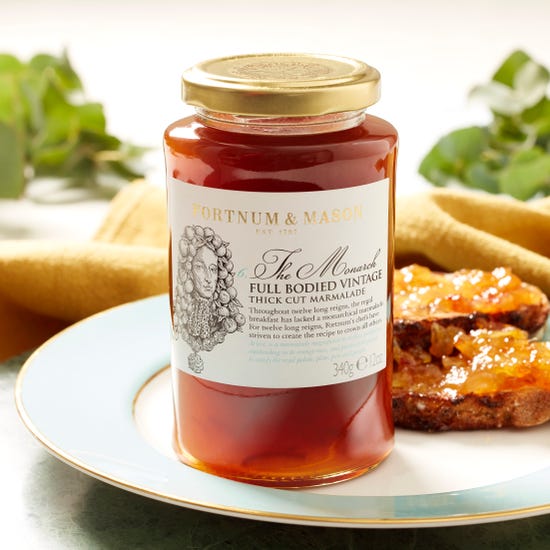 FORTNUM & MASON
EST 1707
The Monarch
FULL BODIED VINTAGE
THICK CUT MARMALADE
Throughout twelve long reigns, the regal
breakfast has lacked a monarchical marmalade.
For twelve long reigns, Fortnum's chefs have
striven to create the recipe to crown all others.
340g ℮ 12oz